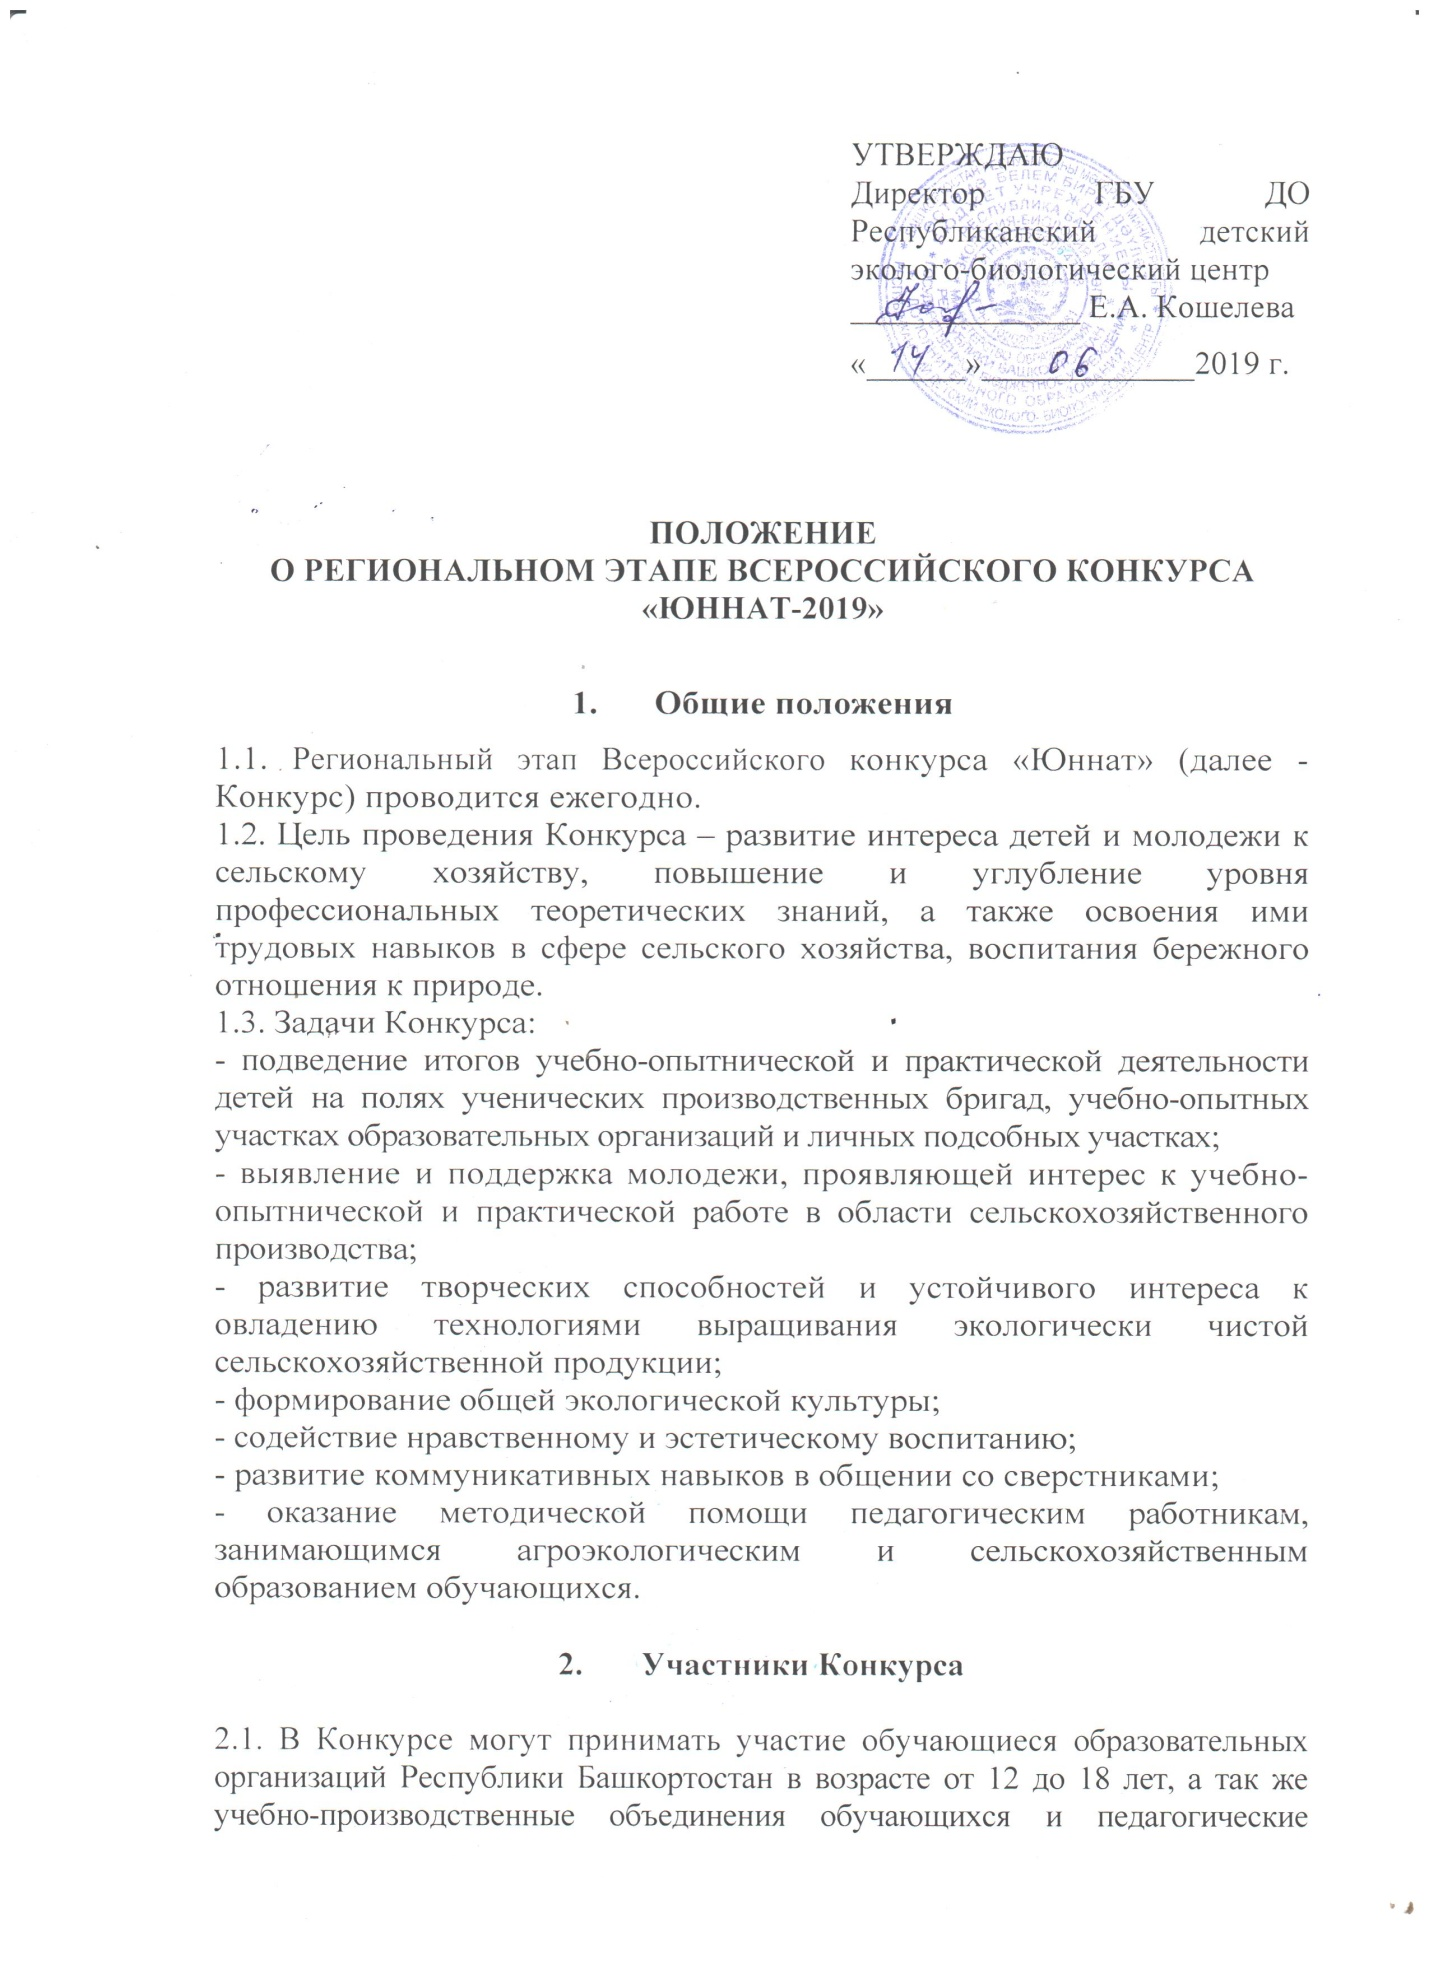 УТВЕРЖДАЮ
Директор ГБУ ДО
Республиканский детский
эколого-биологический центр
Е.А. Кошелева
«14» 06 2019 г.
ПОЛОЖЕНИЕ
О РЕГИОНАЛЬНОМ ЭТАПЕ ВСЕРОССИЙСКОГО КОНКУРСА
«ЮННАТ-2019»
1. Общие положения
1.1. Региональный этап Всероссийского конкурса «Юннат» (далее -
Конкурс) проводится ежегодно.
1.2. Цель проведения Конкурса – развитие интереса детей и молодежи к
сельскому хозяйству, повышение и углубление уровня
профессиональных теоретических знаний, а также освоения ими
трудовых навыков в сфере сельского хозяйства, воспитания бережного
отношения к природе.
1.3. Задачи Конкурса:
- подведение итогов учебно-опытнической и практической деятельности
детей на полях ученических производственных бригад, учебно-опытных
участках образовательных организаций и личных подсобных участках;
- выявление и поддержка молодежи, проявляющей интерес к учебно-
опытнической и практической работе в области сельскохозяйственного
производства;
- развитие творческих способностей и устойчивого интереса к
овладению технологиями выращивания экологически чистой
сельскохозяйственной продукции;
- формирование общей экологической культуры;
- содействие нравственному и эстетическому воспитанию;
- развитие коммуникативных навыков в общении со сверстниками;
- оказание методической помощи педагогическим работникам,
занимающимся агроэкологическим и сельскохозяйственным
образованием обучающихся.
2. Участники Конкурса
2.1. В Конкурсе могут принимать участие обучающиеся образовательных
организаций Республики Башкортостан в возрасте от 12 до 18 лет, а так же
учебно-производственные объединения обучающихся и педагогические